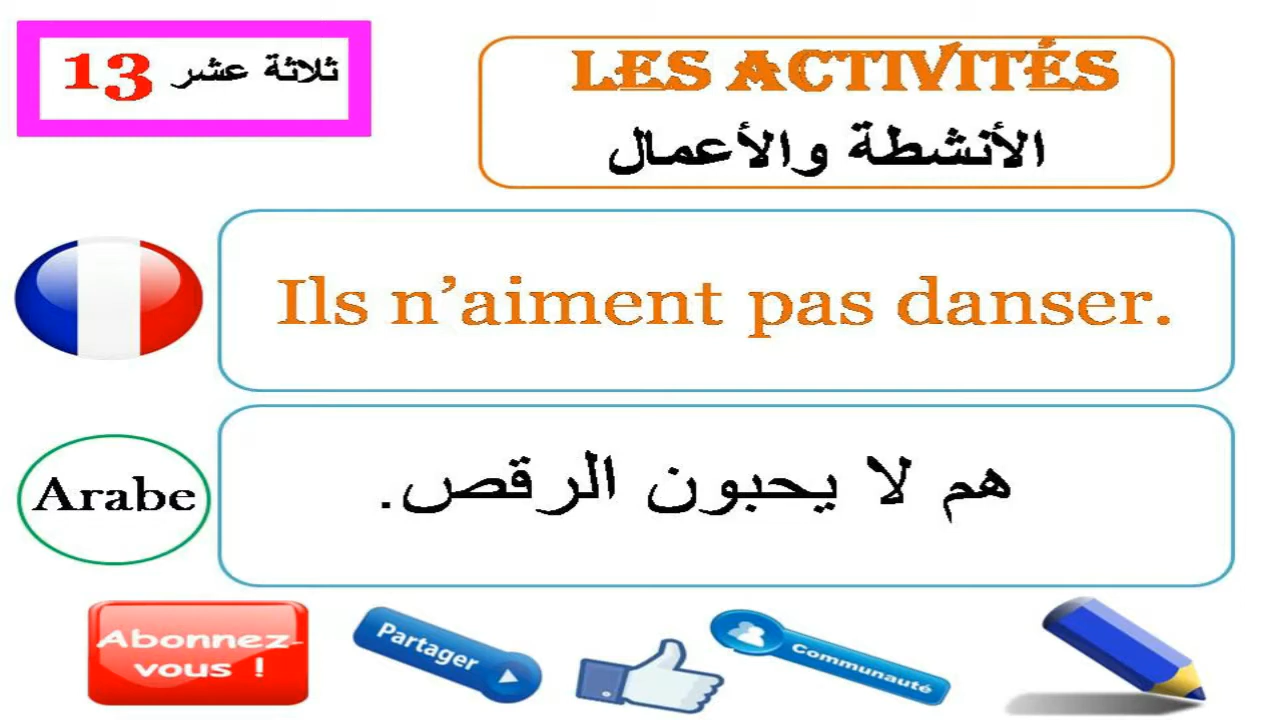 13 ثلاثة عشر
LES ACTIVITÉS
الأنشطة والأعمال
Ils n’aiment pas danser.
Arabe
هم لا يحبون الرقص.
Abonnez-
vous !
Partager
Communauté